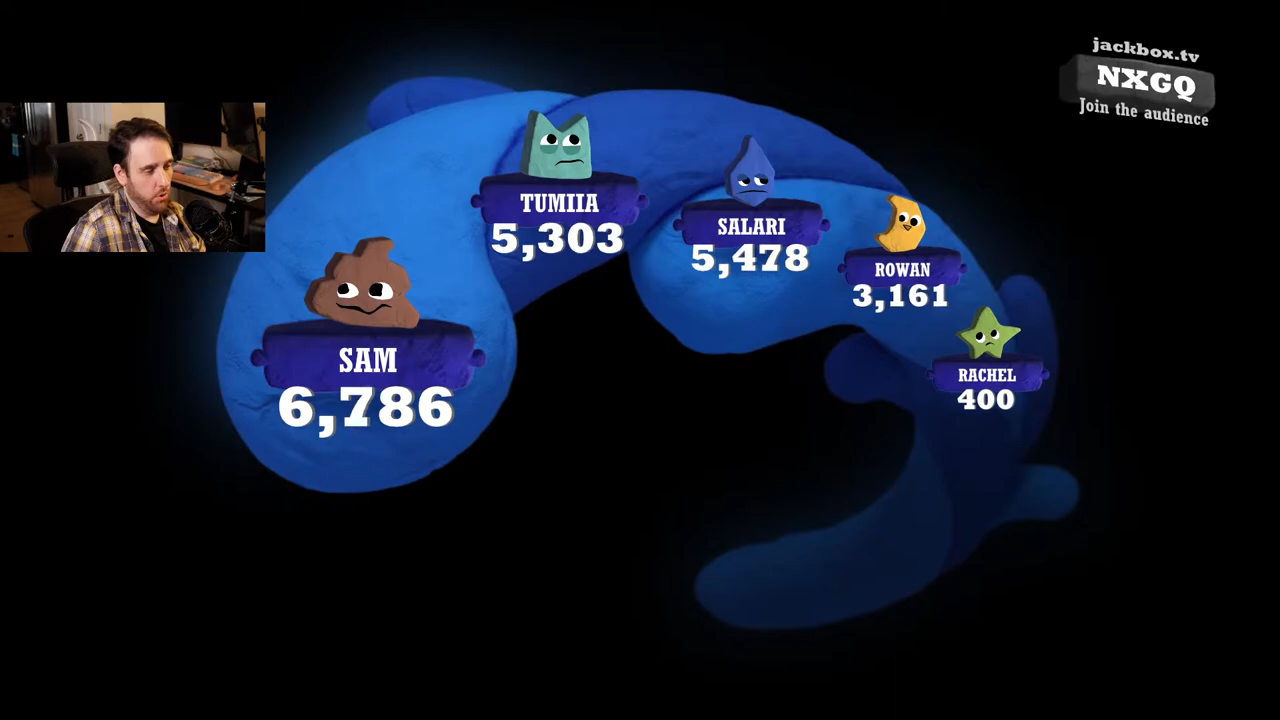 jackbox.tv
NXGQ
Join the audience
TUMIIA
5,303
SALARI
5,478
ROWAN
3,161
SAM
6,786
RACHEL
400